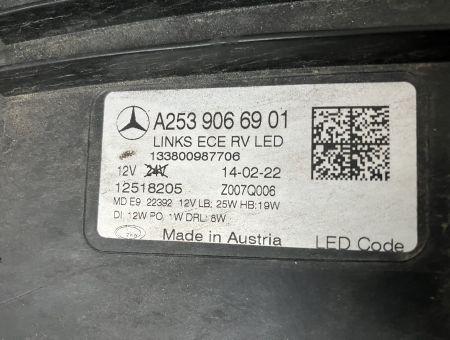 A253 906 69 01
LINKS ECE RV LED
133800987706
12V 24V 14-02-22
12518205 Z007Q006
MD E9 22392 12V LB: 25W HB:19W
DI: 12W PO: 1W DRL: 8W
Made in Austria LED Code